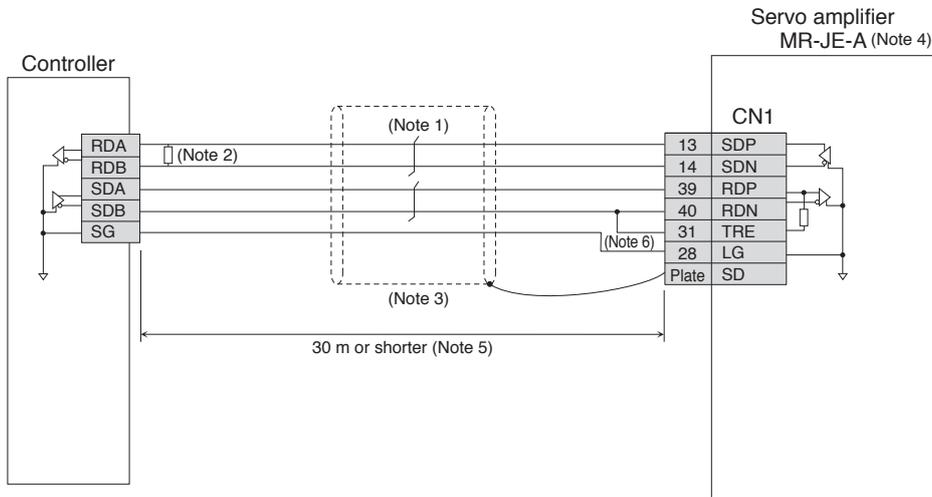 Servo amplifier
MR-JE-A (Note 4)
Controller
CN1
(Note 1)
RDA
(Note 2)
13 SDP
RDB
14 SDN
SDA
39 RDP
SDB
40 RDN
SG
31 TRE
(Note 6)
28 LG
Plate SD
(Note 3)
30 m or shorter (Note 5)